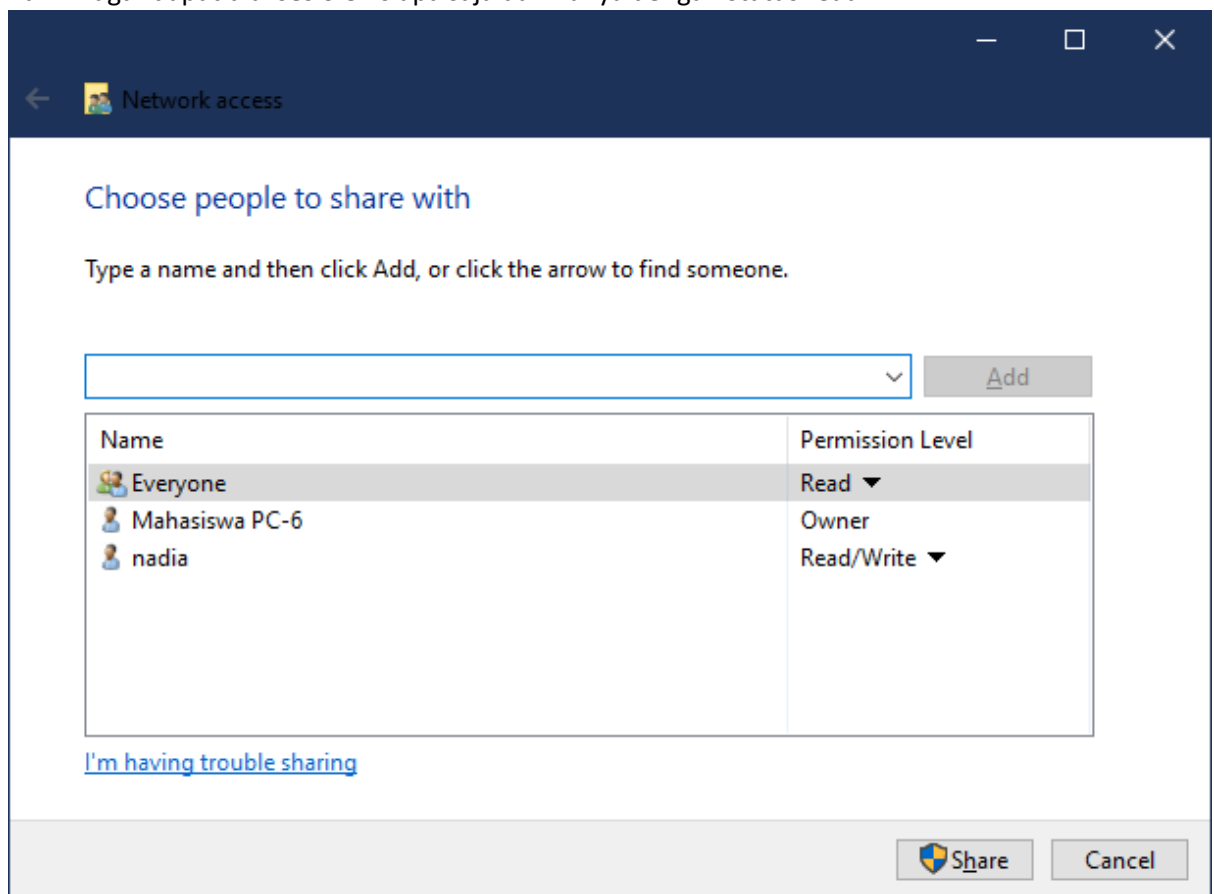 Network access
Choose people to share with
Type a name and then click Add, or click the arrow to find someone.
Add
Name Permission Level
Everyone Read
Mahasiswa PC-6 Owner
nadia Read/Write
I'm having trouble sharing
Share Cancel